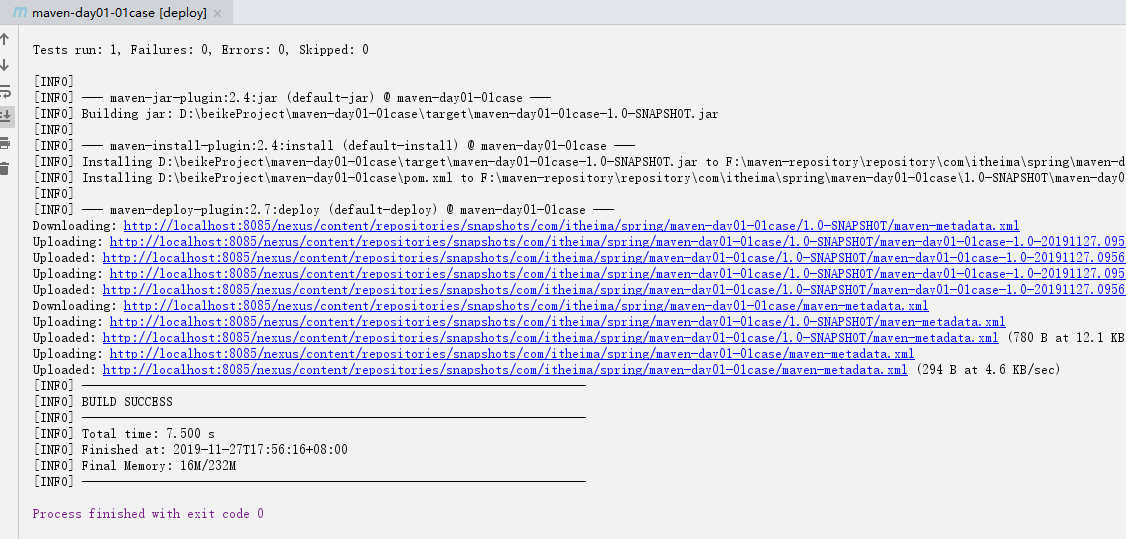 maven-day01-01case [deploy]
Tests run: 1, Failures: 0, Errors: 0, Skipped: 0
[INFO]
[INFO] --- maven-jar-plugin:2.4:jar (default-jar) @ maven-day01-01case ---
[INFO] Building jar: D:\beikeProject\maven-day01-01case\target\maven-day01-01case-1.0-SNAPSHOT.jar
[INFO]
[INFO] --- maven-install-plugin:2.4:install (default-install) @ maven-day01-01case ---
[INFO] Installing D:\beikeProject\maven-day01-01case\target\maven-day01-01case-1.0-SNAPSHOT.jar to F:\maven-repository\repository\com\itheima\spring\maven-d
[INFO] Installing D:\beikeProject\maven-day01-01case\pom.xml to F:\maven-repository\repository\com\itheima\spring\maven-day01-01case\1.0-SNAPSHOT\maven-day0
[INFO]
[INFO] --- maven-deploy-plugin:2.7:deploy (default-deploy) @ maven-day01-01case ---
Downloading: http://localhost:8085/nexus/content/repositories/snapshots/com/itheima/spring/maven-day01-01case/1.0-SNAPSHOT/maven-metadata.xml
Uploading: http://localhost:8085/nexus/content/repositories/snapshots/com/itheima/spring/maven-day01-01case/1.0-SNAPSHOT/maven-day01-01case-1.0-20191127.095
Uploaded: http://localhost:8085/nexus/content/repositories/snapshots/com/itheima/spring/maven-day01-01case/1.0-SNAPSHOT/maven-day01-01case-1.0-20191127.0956
Uploading: http://localhost:8085/nexus/content/repositories/snapshots/com/itheima/spring/maven-day01-01case/1.0-SNAPSHOT/maven-day01-01case-1.0-20191127.095
Uploaded: http://localhost:8085/nexus/content/repositories/snapshots/com/itheima/spring/maven-day01-01case/1.0-SNAPSHOT/maven-day01-01case-1.0-20191127.0956
Downloading: http://localhost:8085/nexus/content/repositories/snapshots/com/itheima/spring/maven-day01-01case/maven-metadata.xml
Uploading: http://localhost:8085/nexus/content/repositories/snapshots/com/itheima/spring/maven-day01-01case/1.0-SNAPSHOT/maven-metadata.xml
Uploaded: http://localhost:8085/nexus/content/repositories/snapshots/com/itheima/spring/maven-day01-01case/1.0-SNAPSHOT/maven-metadata.xml (780 B at 12.1 KB
Uploading: http://localhost:8085/nexus/content/repositories/snapshots/com/itheima/spring/maven-day01-01case/maven-metadata.xml
Uploaded: http://localhost:8085/nexus/content/repositories/snapshots/com/itheima/spring/maven-day01-01case/maven-metadata.xml (294 B at 4.6 KB/sec)
[INFO] ------------------------------------------------------------------------
[INFO] BUILD SUCCESS
[INFO] ------------------------------------------------------------------------
[INFO] Total time: 7.500 s
[INFO] Finished at: 2019-11-27T17:56:16+08:00
[INFO] Final Memory: 16M/232M
[INFO] ------------------------------------------------------------------------
Process finished with exit code 0